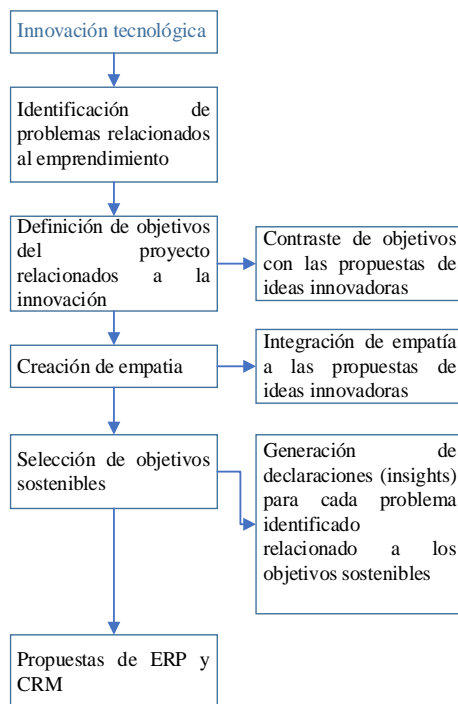 Innovación tecnológica
Identificación de
problemas relacionados
al emprendimiento
Definición de objetivos
del proyecto
relacionados a la
innovación
Contraste de objetivos
con las propuestas de
ideas innovadoras
Creación de empatia
Integración de empatía
a las propuestas de
ideas innovadoras
Selección de objetivos
sostenibles
Generación de
declaraciones (insights)
para cada problema
identificado
relacionado a los
objetivos sostenibles
Propuestas de ERP y
CRM